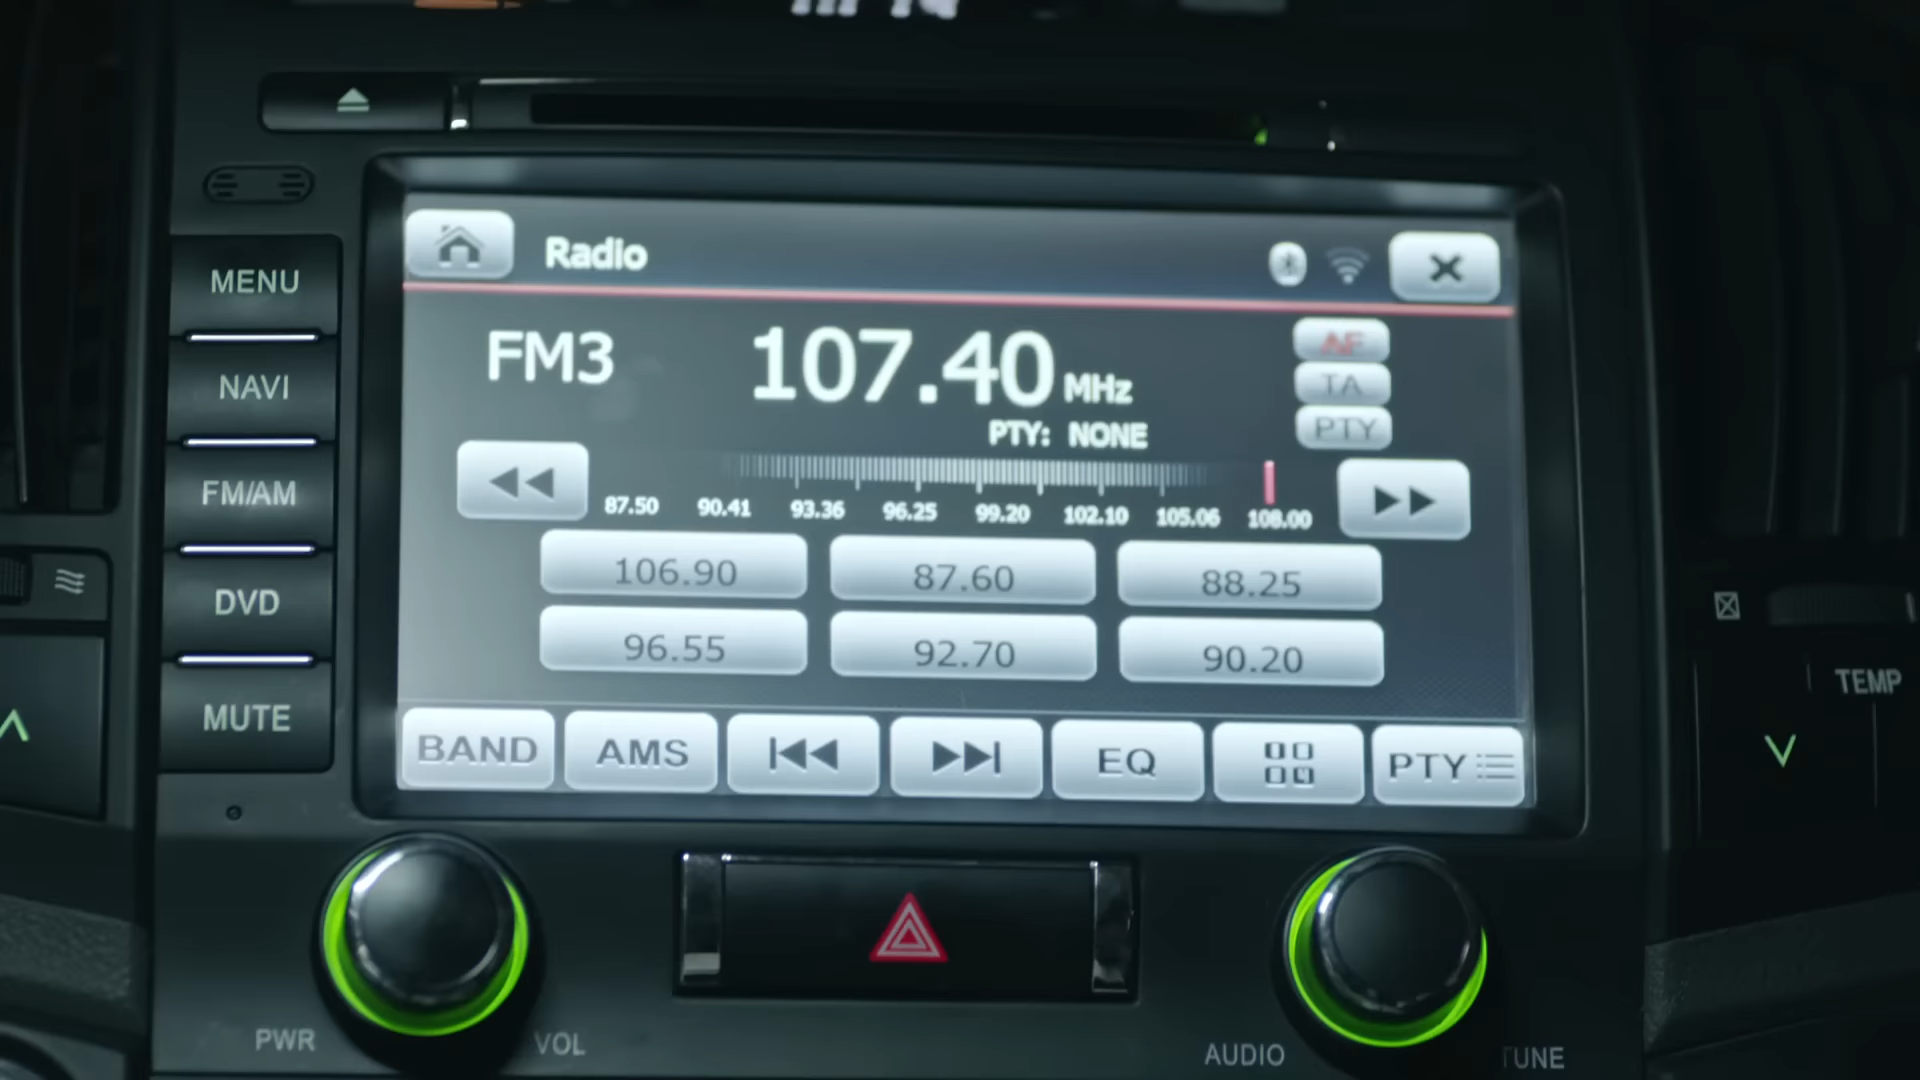 Radio
MENU
FM3 107.40 MHz
AF
TA
PTY: NONE
PTY
NAVI
87.50 90.41 93.36 96.25 99.20 102.10 105.06 108.00
FM/AM
106.90 87.60 88.25
DVD
96.55 92.70 90.20
TEMP
MUTE
BAND AMS EQ PTY
PWR VOL
AUDIO TUNE